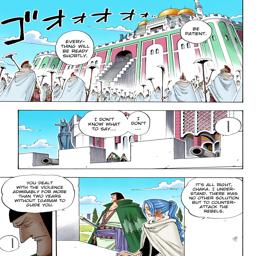 ゴオオオオ
BE
PATIENT.
EVERY-
THING WILL
BE READY
SHORTLY.
I DON'T
KNOW WHAT
TO SAY...
I
DON'T...
IT'S ALL RIGHT,
CHAKA. I UNDER-
STAND. THERE WAS
NO OTHER SOLUTION
BUT TO COUNTER-
ATTACK THE
REBELS.
YOU
DEALT WITH
THE VIOLENCE
ADMIRABLY FOR MORE
THAN TWO YEARS
WITHOUT IGARAM TO
GUIDE YOU.